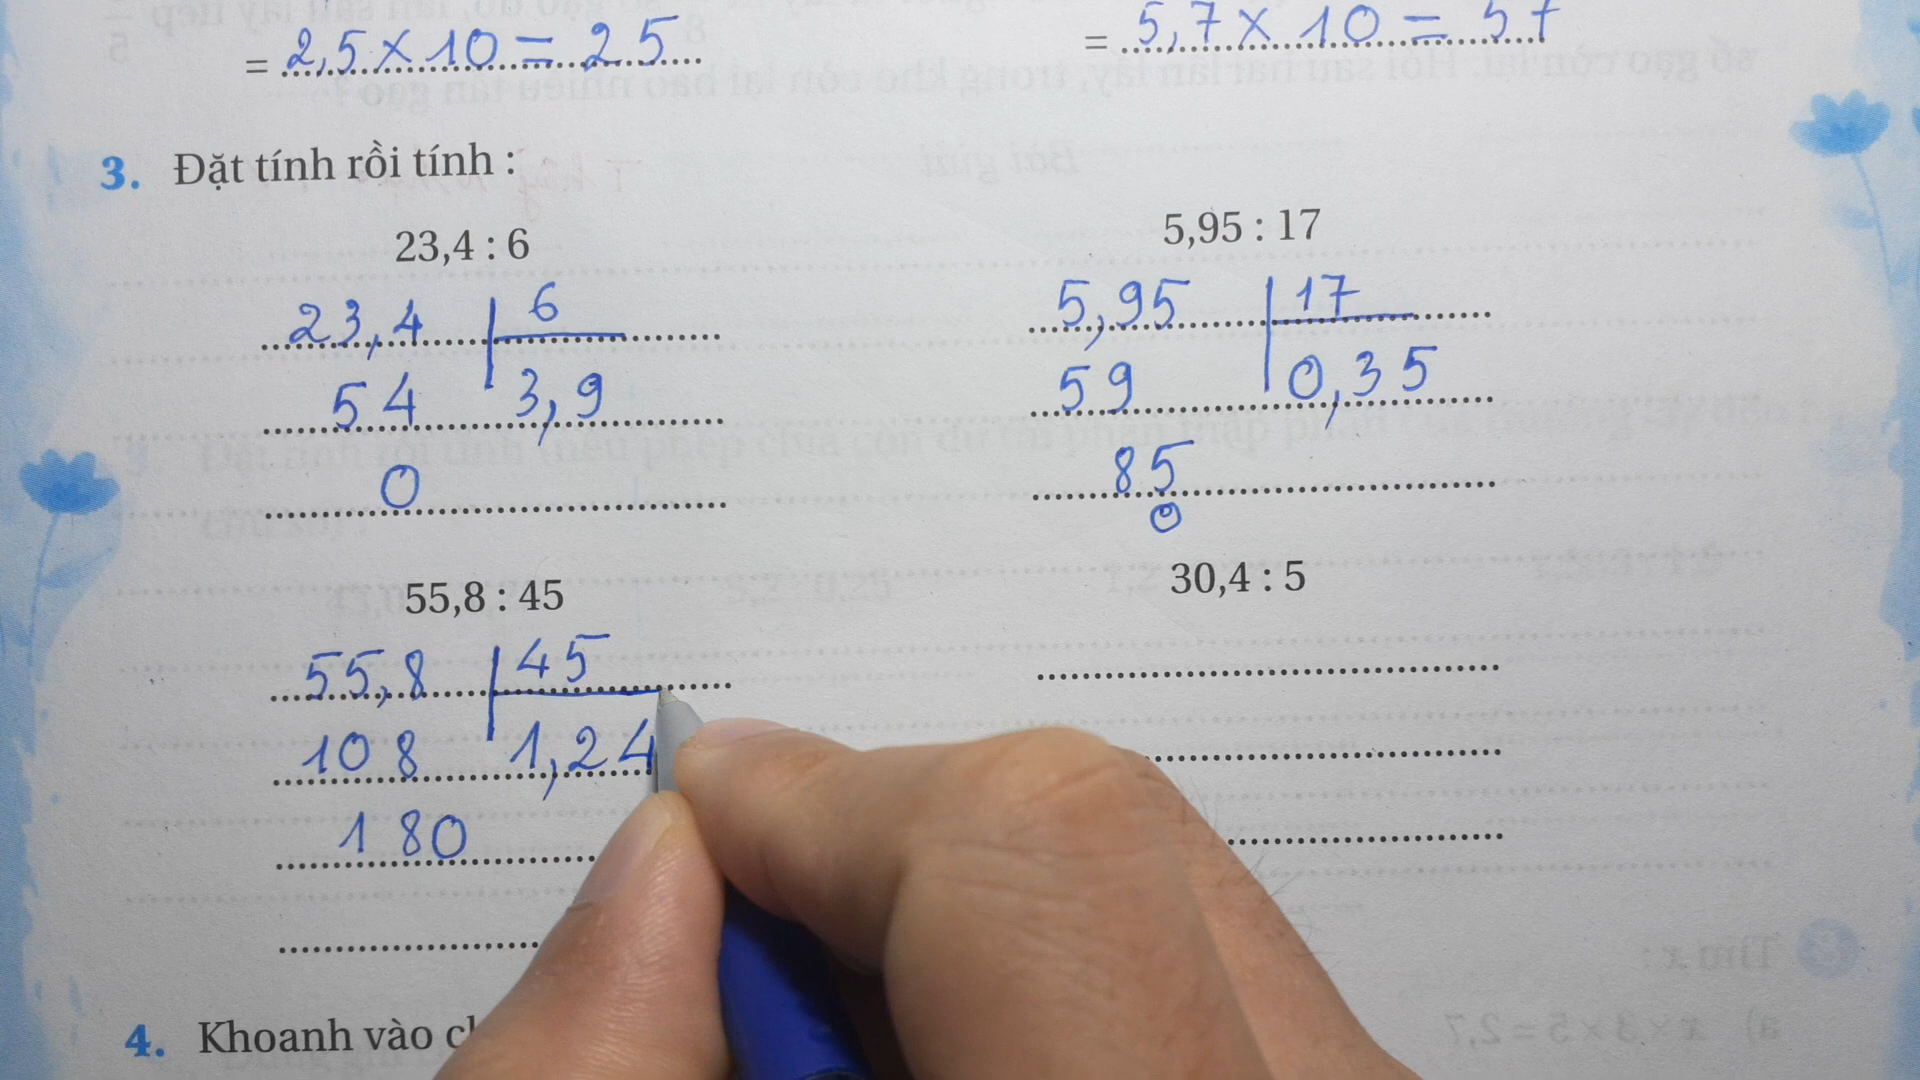 = 2,5 × 10 = 25
= 5,7 × 10 = 57
3. Đặt tính rồi tính :
23,4 : 6
23,4 6
54 3,9
0
5,95 : 17
5,95 17
59 0,35
85
0
55,8 : 45
55,8 45
108 1,24
180
30,4 : 5
4. Khoanh vào